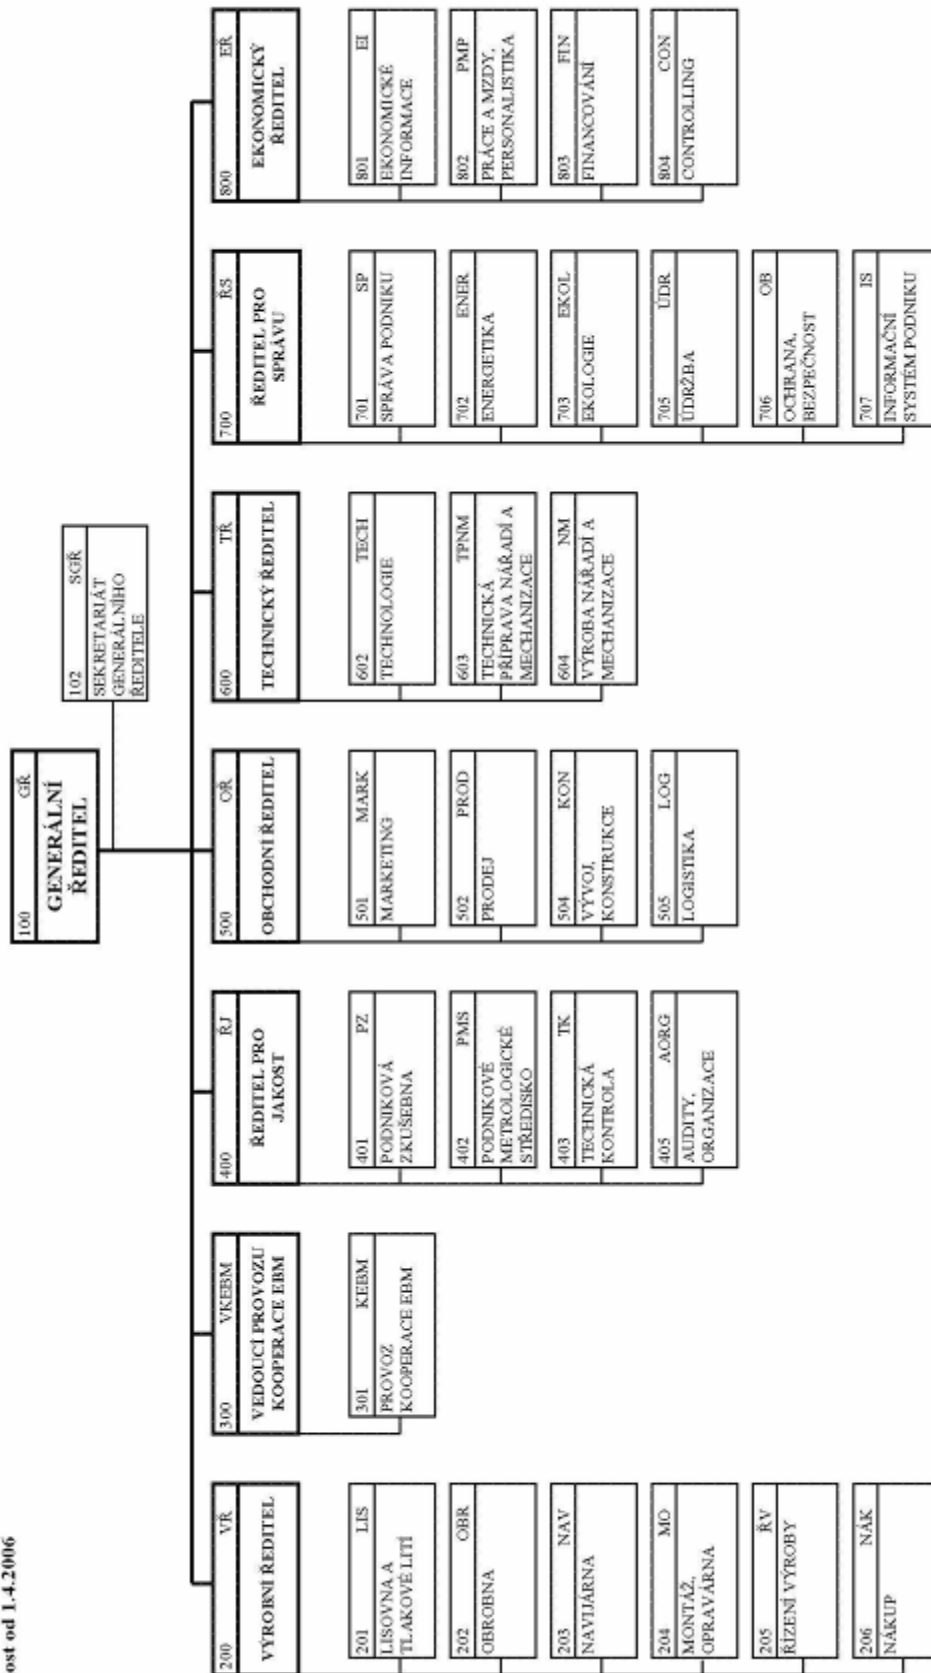 ost od 1.4.2006
100 GŘ
GENERÁLNÍ
ŘEDITEL
102 SGŘ
SEKRETARIÁT
GENERÁLNÍHO
ŘEDITELE
200 VŘ
VÝROBNÍ ŘEDITEL
201 LIS
LISOVNA A
TLAKOVÉ LITÍ
202 OBR
OBROBNA
203 NAV
NAVIJÁRNA
204 MO
MONTÁŽ,
OPRAVÁRNA
205 ŘV
ŘÍZENÍ VÝROBY
206 NÁK
NÁKUP
300 VKEBM
VEDOUCÍ PROVOZU
KOOPERACE EBM
301 KEBM
PROVOZ
KOOPERACE EBM
400 ŘJ
ŘEDITEL PRO
JAKOST
401 PZ
PODNIKOVÁ
ZKUŠEBNA
402 PMS
PODNIKOVÉ
METROLOGICKÉ
STŘEDISKO
403 TK
TECHNICKÁ
KONTROLA
405 AORG
AUDITY,
ORGANIZACE
500 OŘ
OBCHODNÍ ŘEDITEL
501 MARK
MARKETING
502 PROD
PRODEJ
504 KON
VÝVOJ,
KONSTRUKCE
505 LOG
LOGISTIKA
600 TŘ
TECHNICKÝ ŘEDITEL
602 TECH
TECHNOLOGIE
603 TPNM
TECHNICKÁ
PŘÍPRAVA NÁŘADÍ A
MECHANIZACE
604 NM
VÝROBA NÁŘADÍ A
MECHANIZACE
700 ŘS
ŘEDITEL PRO
SPRÁVU
701 SP
SPRÁVA PODNIKU
702 ENER
ENERGETIKA
703 EKOL
EKOLOGIE
705 ÚDR
ÚDRŽBA
706 OB
OCHRANA,
BEZPEČNOST
707 IS
INFORMAČNÍ
SYSTÉM PODNIKU
800 EŘ
EKONOMICKÝ
ŘEDITEL
801 EI
EKONOMICKÉ
INFORMACE
802 PMP
PRÁCE A MZDY,
PERSONALISTIKA
803 FIN
FINANCOVÁNÍ
804 CON
CONTROLLING